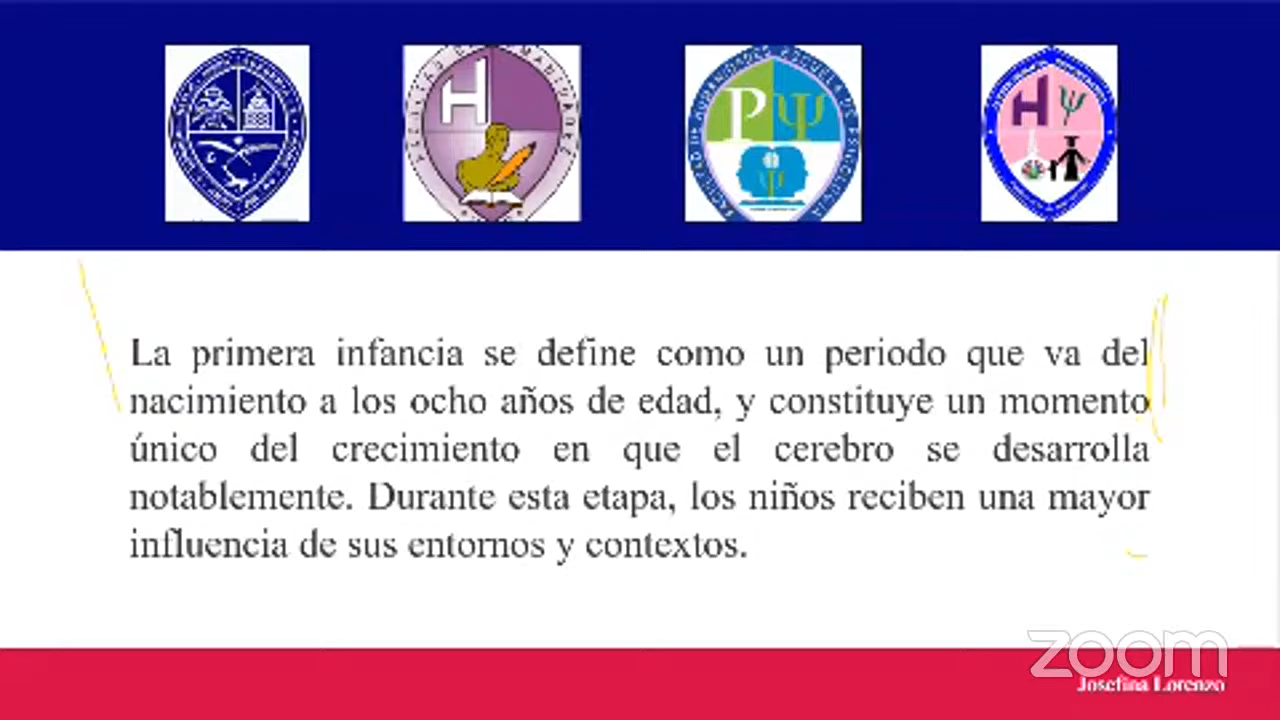 H
P Ψ
H Ψ
La primera infancia se define como un periodo que va del
nacimiento a los ocho años de edad, y constituye un momento
único del crecimiento en que el cerebro se desarrolla
notablemente. Durante esta etapa, los niños reciben una mayor
influencia de sus entornos y contextos.
zoom
Josefina Lorenzo